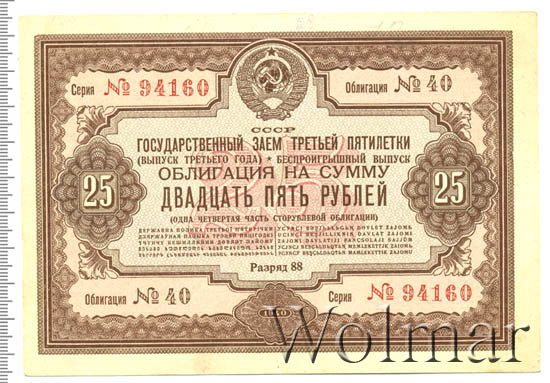 Серия № 94160
Облигация № 40
СССР
ГОСУДАРСТВЕННЫЙ ЗАЕМ ТРЕТЬЕЙ ПЯТИЛЕТКИ
(ВЫПУСК ТРЕТЬЕГО ГОДА) * БЕСПРОИГРЫШНЫЙ ВЫПУСК
ОБЛИГАЦИЯ НА СУММУ
25 ДВАДЦАТЬ ПЯТЬ РУБЛЕЙ 25
(ОДНА ЧЕТВЕРТАЯ ЧАСТЬ СТОРУБЛЕВОЙ ОБЛИГАЦИИ)
Разряд 88
Облигация № 40
Серия № 94160
1940
Wolmar